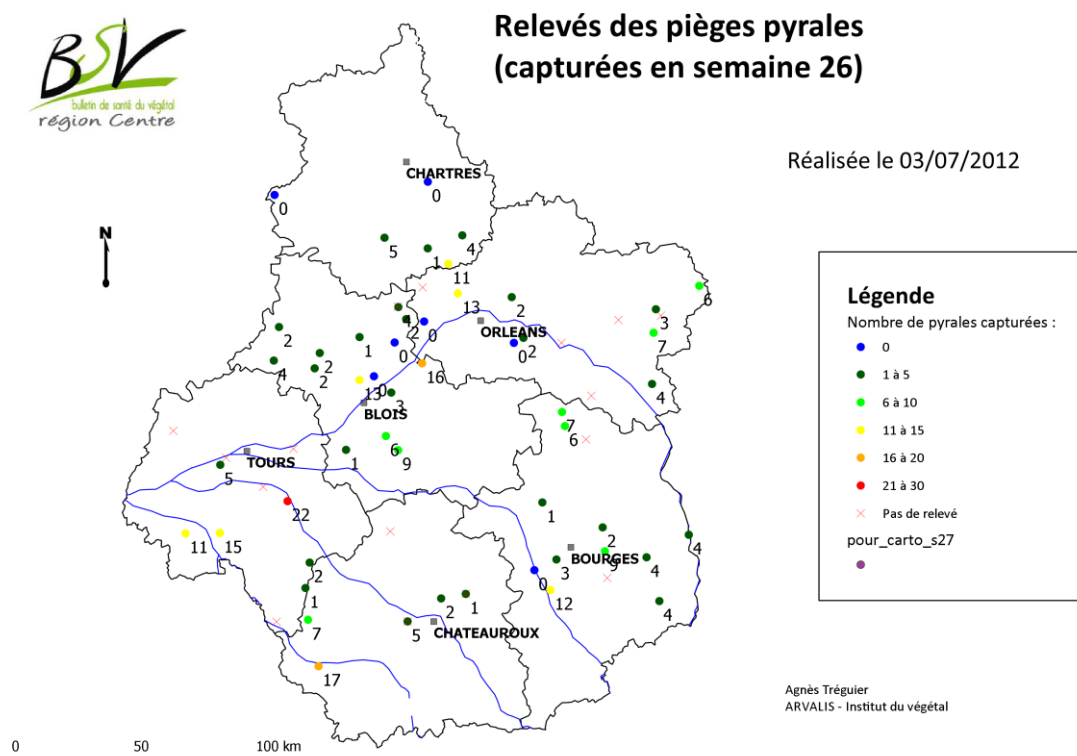 Relevés des pièges pyrales
(capturées en semaine 26)
BSV
bulletin de santé du végétal
région Centre
Réalisée le 03/07/2012
N
CHARTRES
0
0
5
4
1
11
13
6
2
3
4
2
0
ORLEANS
7
2
1
0
0
2
4
2
2
16
13
0
4
3
BLOIS
7
6
6
9
1
TOURS
5
22
1
11
15
2
4
BOURGES
9
3
4
2
0
1
12
4
2
1
7
5
CHATEAUROUX
17
Légende
Nombre de pyrales capturées :
0
1 à 5
6 à 10
11 à 15
16 à 20
21 à 30
Pas de relevé
pour_carto_s27
Agnès Tréguier
ARVALIS - Institut du végétal
0 50 100 km